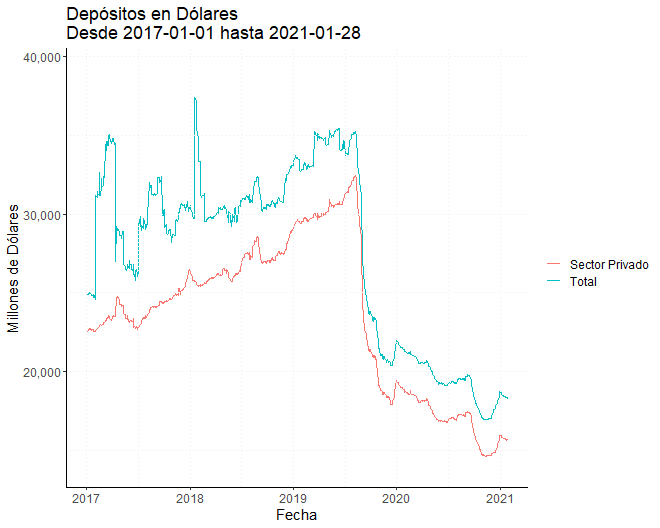 Depósitos en Dólares
Desde 2017-01-01 hasta 2021-01-28
40,000
30,000
20,000
Millones de Dólares
2017
2018
2019
2020
2021
Fecha
Sector Privado
Total